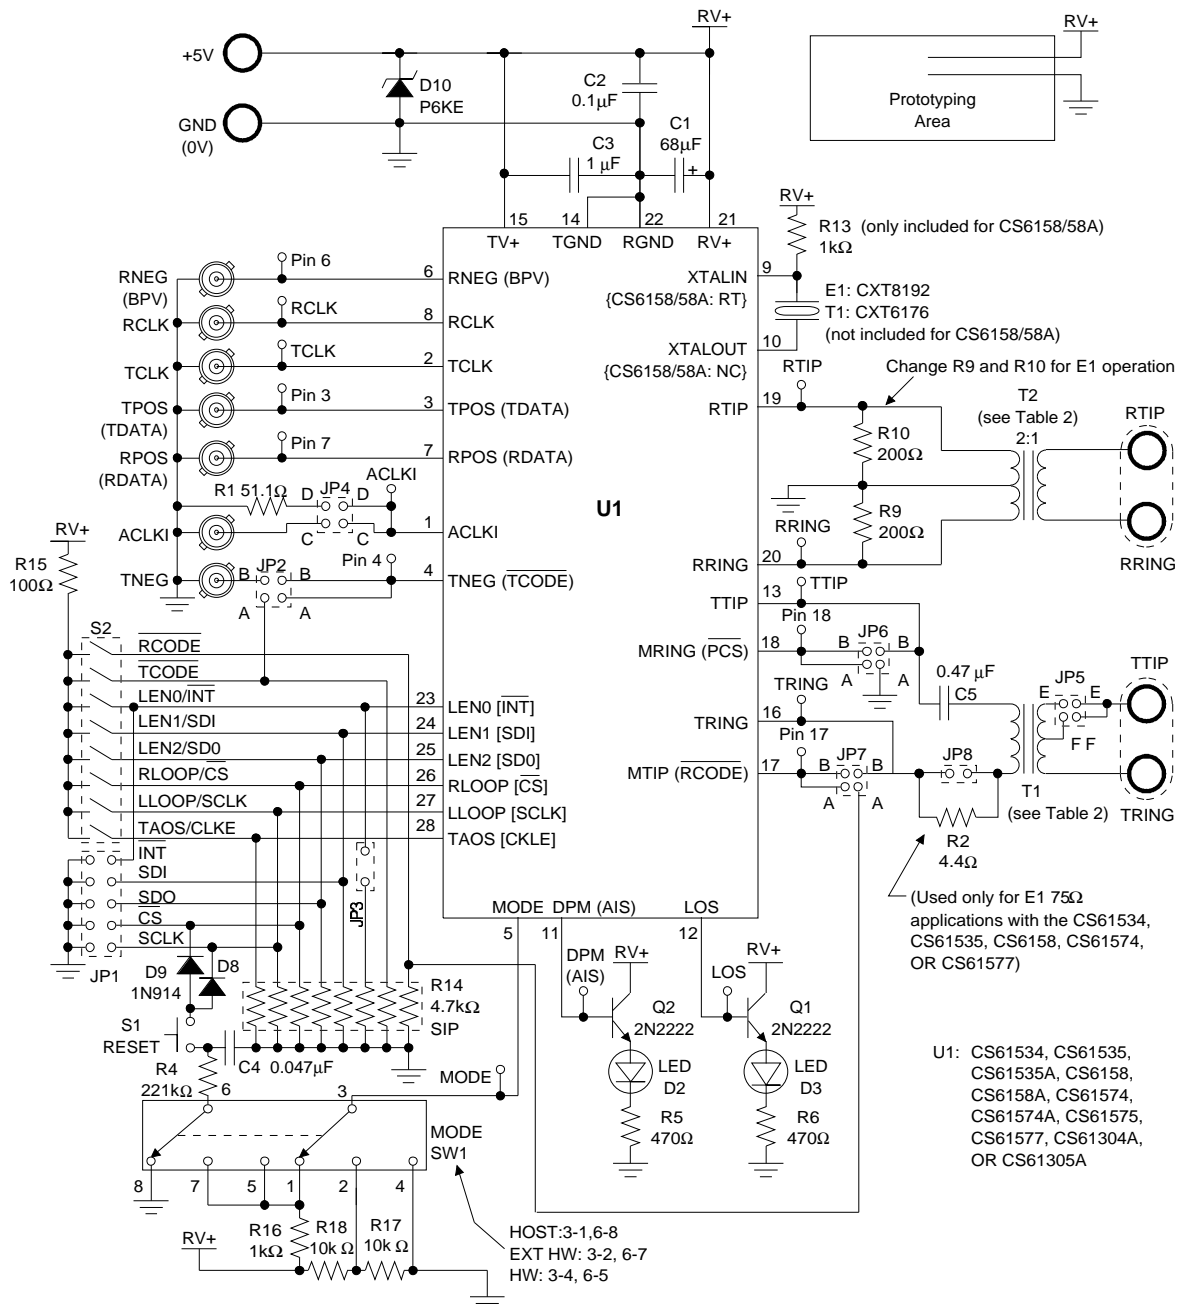 RV+
RV+
+5V
D10
P6KE
C2
0.1µF
Prototyping
Area
GND
(0V)
C1
68µF
C3
1 µF
+
15
14
22
21
TV+
TGND
RGND
RV+
RV+
R13 (only included for CS6158/58A)
1kΩ
RNEG
(BPV)
Pin 6
6
RNEG (BPV)
XTALIN
9
{CS6158/58A: RT}
E1: CXT8192
T1: CXT6176
(not included for CS6158/58A)
RCLK
RCLK
8
RCLK
XTALOUT
10
{CS6158/58A: NC}
TCLK
TCLK
2
TCLK
RTIP
Change R9 and R10 for E1 operation
TPOS
(TDATA)
Pin 3
3
TPOS (TDATA)
RTIP
19
T2
(see Table 2)
2:1
RTIP
RPOS
(RDATA)
Pin 7
7
RPOS (RDATA)
R10
200Ω
ACLKI
R1 51.1Ω
D
JP4
D
U1
ACLKI
C
C
1
ACLKI
RRING
R9
200Ω
RV+
R15
100Ω
TNEG
B
JP2
B
Pin 4
4
TNEG (TCODE)
A
A
RRING
20
RRING
TTIP
13
TTIP
Pin 18
S2
RCODE
TCODE
LEN0/INT
LEN1/SDI
LEN2/SD0
RLOOP/CS
LLOOP/SCLK
TAOS/CLKE
MRING (PCS)
18
B
JP6
B
A
A
0.47 µF
C5
TTIP
JP5
E
E
F F
23
LEN0 [INT]
24
LEN1 [SDI]
25
LEN2 [SD0]
26
RLOOP [CS]
27
LLOOP [SCLK]
28
TAOS [CKLE]
TRING
TRING
16
Pin 17
MTIP (RCODE)
17
B
JP7
B
A
A
JP8
T1
(see Table 2)
TRING
R2
4.4Ω
INT
SDI
SDO
CS
SCLK
JP1
JP3
(Used only for E1 75Ω
applications with the CS61534,
CS61535, CS6158, CS61574,
OR CS61577)
MODE
DPM (AIS)
LOS
5
11
12
D9
1N914
D8
DPM
(AIS)
RV+
LOS
RV+
R14
4.7kΩ
SIP
Q2
2N2222
Q1
2N2222
S1
RESET
C4
0.047µF
R4
221kΩ
6
3
MODE
LED
D2
LED
D3
R5
470Ω
R6
470Ω
U1: CS61534, CS61535,
CS61535A, CS6158,
CS6158A, CS61574,
CS61574A, CS61575,
CS61577, CS61304A,
OR CS61305A
MODE
SW1
8
7
5
1
2
4
R16
1kΩ
R18
10k Ω
R17
10k Ω
RV+
HOST:3-1,6-8
EXT HW: 3-2, 6-7
HW: 3-4, 6-5